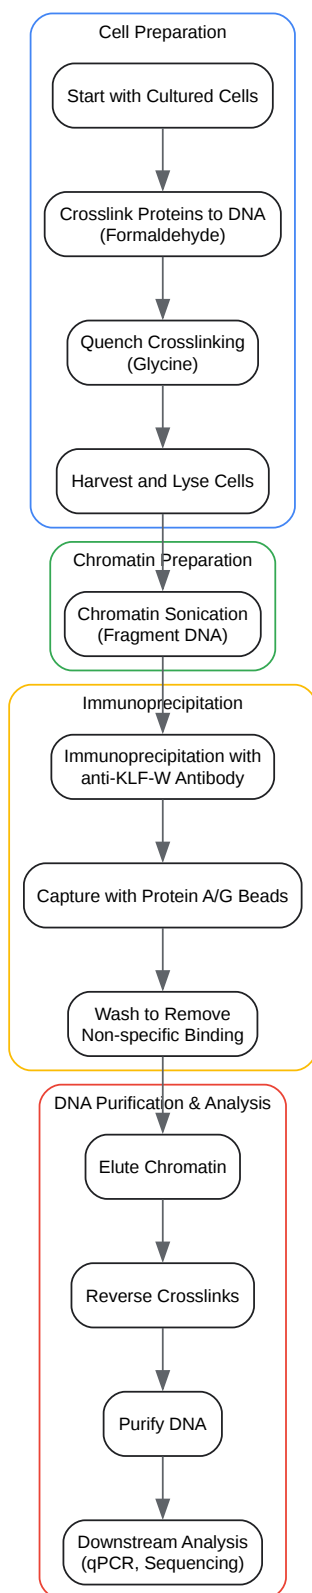 Cell Preparation
Start with Cultured Cells
Crosslink Proteins to DNA
(Formaldehyde)
Quench Crosslinking
(Glycine)
Harvest and Lyse Cells
Chromatin Preparation
Chromatin Sonication
(Fragment DNA)
Immunoprecipitation
Immunoprecipitation with
anti-KLF-W Antibody
Capture with Protein A/G Beads
Wash to Remove
Non-specific Binding
DNA Purification & Analysis
Elute Chromatin
Reverse Crosslinks
Purify DNA
Downstream Analysis
(qPCR, Sequencing)